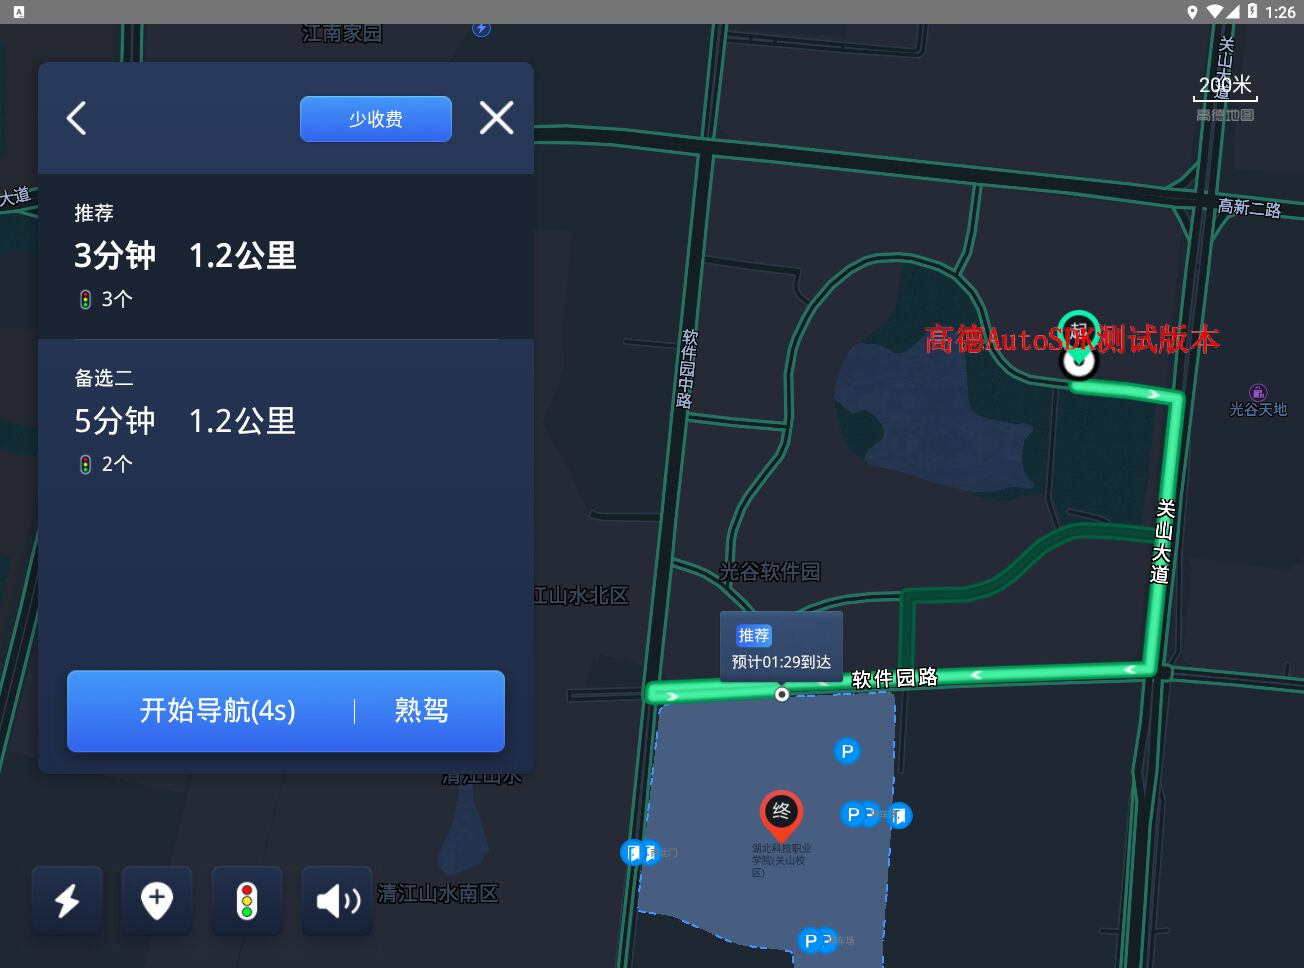 1:26
江南家园
关山大道
200米
高德地图
少收费
大道
高新二路
推荐
3分钟 1.2公里
3个
起
高德AutoSDK测试版本
软件园中路
备选二
5分钟 1.2公里
2个
光谷天地
关山大道
光谷软件园
江山水北区
推荐
预计01:29到达
软件园路
开始导航(4s) 熟驾
P
清江山水
终
P
湖北科技职业
学院(关山校
区)
北门
清江山水南区
P
车场